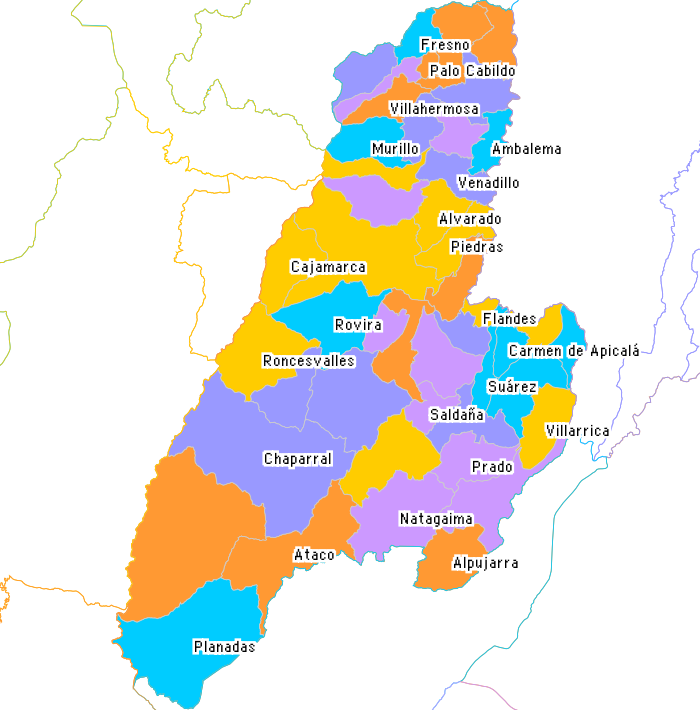 Fresno
Palo Cabildo
Villahermosa
Murillo
Ambalema
Venadillo
Alvarado
Piedras
Cajamarca
Flandes
Rovira
Carmen de Apicalá
Roncesvalles
Suárez
Saldaña
Villarrica
Chaparral
Prado
Natagaima
Ataco
Alpujarra
Planadas